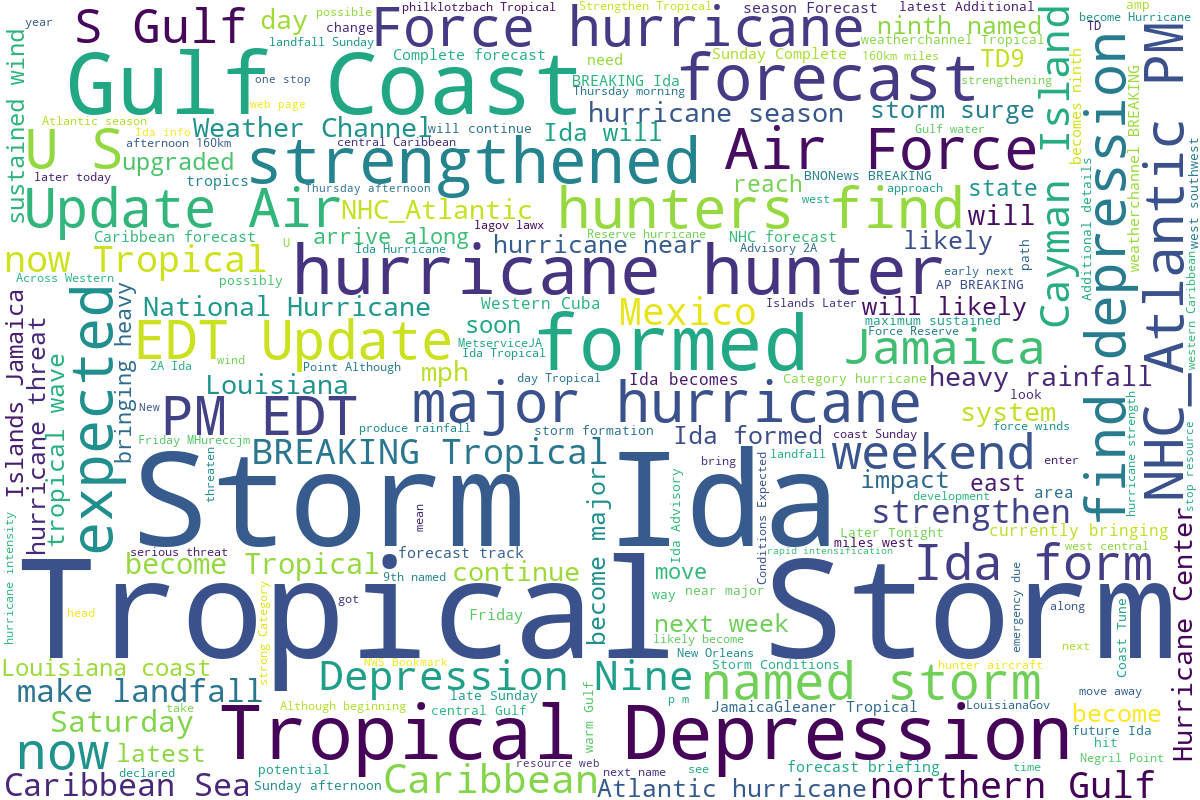 year
S Gulf
day
possible
philklotzbach Tropical
Strengthen Tropical
season Forecast
latest Additional
become Hurricane
amp
change
landfall Sunday
Force hurricane
ninth named
TD
weatherchannel Tropical
Complete forecast
need
Sunday Complete
160km miles
TD9
Gulf Coast
one stop
BREAKING Ida
Thursday morning
forecast
strengthening
web page
hurricane season
storm surge
Atlantic season
Ida info
Weather Channel
will continue
Ida will
Gulf water
afternoon 160km
central Caribbean
U S
upgraded
strengthened
Air Force
later today
tropics
Thursday afternoon
BNONews BREAKING
reach
west
approach
state
Update Air
NHC_Atlantic
hunters find
will
lagov lawx
Caribbean forecast
U
arrive along
Reserve hurricane
NHC forecast
likely
Ida Hurricane
hurricane near
Advisory 2A
path
now Tropical
hurricane hunter
early next
Across Western
possibly
AP BREAKING
National Hurricane
Western Cuba
Mexico
Islands Later
will likely
EDT Update
soon
formed
maximum sustained
Force Reserve
MetserviceJA
Ida Tropical
Jamaica
2A Ida
wind
Point Although
mph
day Tropical
Ida becomes
Category hurricane
heavy rainfall
Louisiana
look
New
PM EDT
major hurricane
system
produce rainfall
storm formation
Ida formed
coast Sunday
force winds
Friday MHureccjm
BREAKING Tropical
landfall
weekend
bring
enter
impact
east
area
threaten
Storm Ida
development
strengthen
mean
Ida Advisory
Conditions Expected
Later Tonight
currently bringing
miles west
serious threat
forecast track
rapid intensification
west central
become Tropical
9th named
continue
move
Ida form
emergency due
way
near major
head
got
Friday
Tropical Storm
along
next week
likely become
New Orleans
next
Louisiana coast
NWS Bookmark
Storm Conditions
hunter aircraft
strong Category
Depression Nine
named storm
make landfall
late Sunday
p m
move away
take
Although beginning
central Gulf
warm Gulf
JamaicaGleaner Tropical
LouisianaGov
become
Saturday
Tropical Depression
future Ida
now
latest
hit
Negril Point
declared
potential
resource web
next name
see
forecast briefing
time
Caribbean Sea
Sunday afternoon
Caribbean
Atlantic hurricane
northern Gulf
sustained wind
Islands Jamaica
hurricane threat
tropical wave
expected
bringing heavy
hurricane intensity
become major
Cayman Island
becomes ninth
Additional details
depression
find
weatherchannel BREAKING
NHC_Atlantic PM
west southwest
western Caribbean
hurricane strength
stop resource
Coast Tune
Hurricane Center